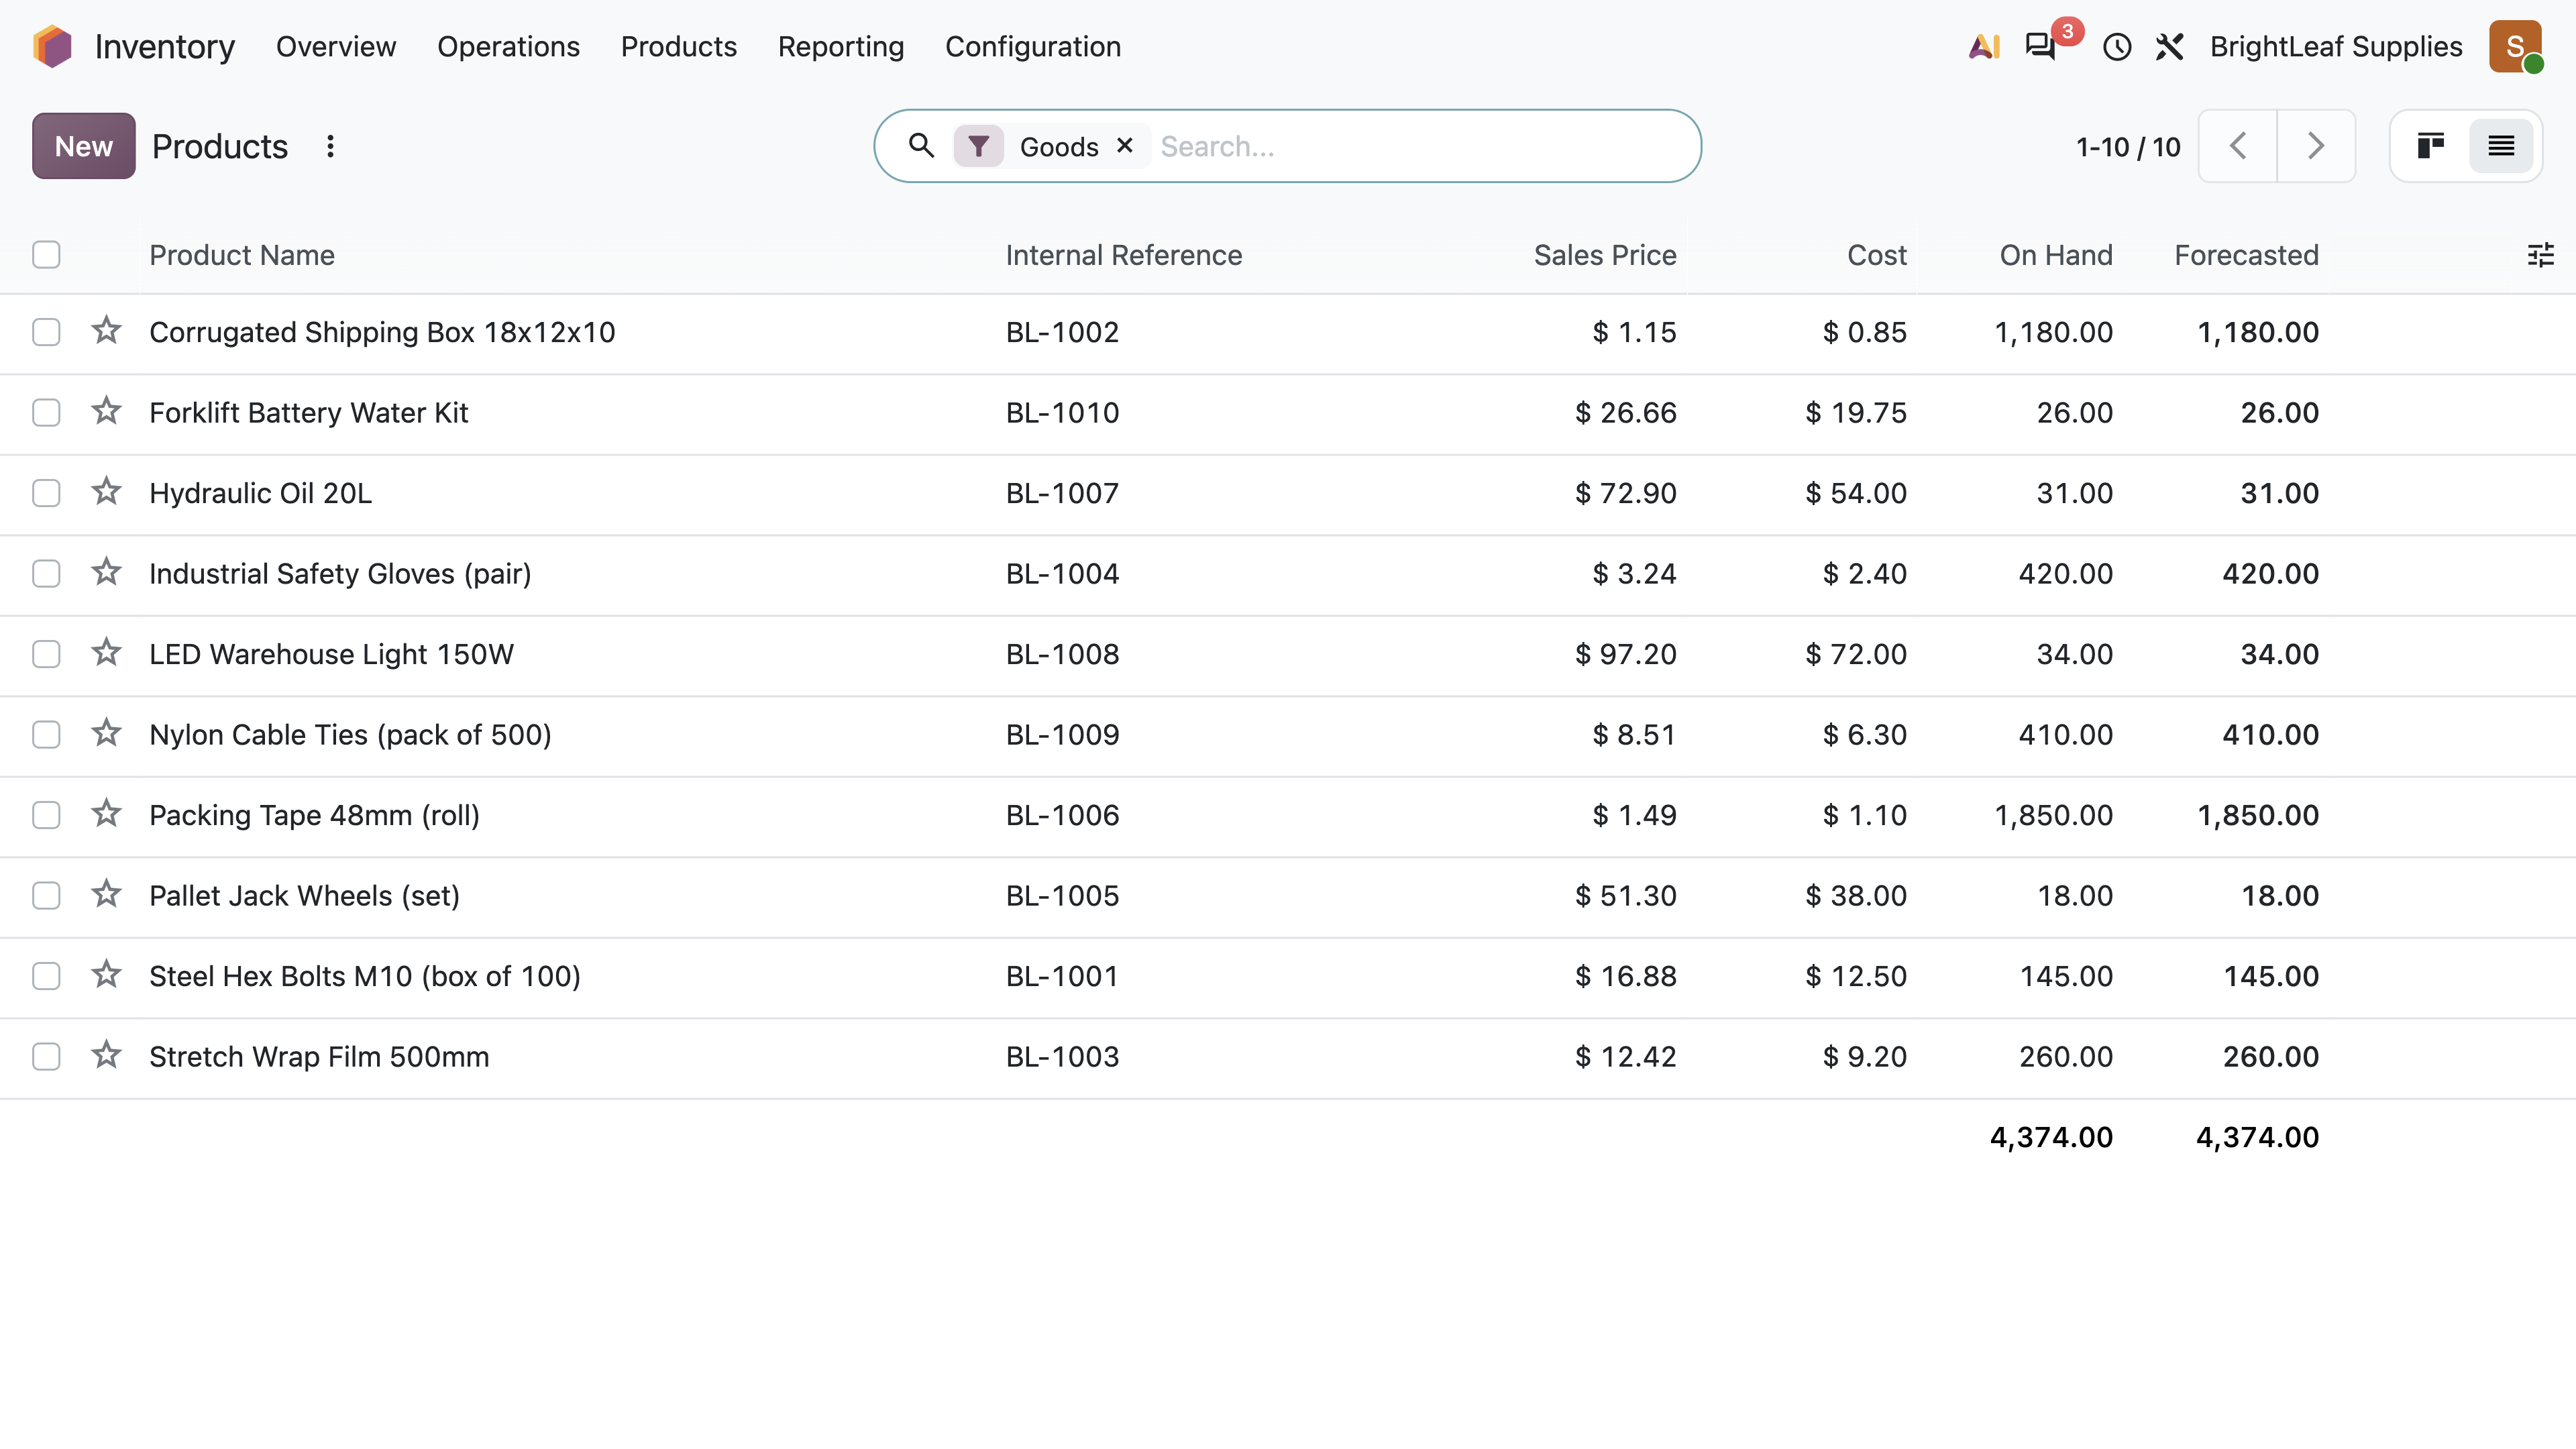 Inventory Overview Operations Products Reporting Configuration AI 3 BrightLeaf Supplies S
New Products Goods Search... 1-10 / 10
Product Name Internal Reference Sales Price Cost On Hand Forecasted
Corrugated Shipping Box 18x12x10 BL-1002 $ 1.15 $ 0.85 1,180.00 1,180.00
Forklift Battery Water Kit BL-1010 $ 26.66 $ 19.75 26.00 26.00
Hydraulic Oil 20L BL-1007 $ 72.90 $ 54.00 31.00 31.00
Industrial Safety Gloves (pair) BL-1004 $ 3.24 $ 2.40 420.00 420.00
LED Warehouse Light 150W BL-1008 $ 97.20 $ 72.00 34.00 34.00
Nylon Cable Ties (pack of 500) BL-1009 $ 8.51 $ 6.30 410.00 410.00
Packing Tape 48mm (roll) BL-1006 $ 1.49 $ 1.10 1,850.00 1,850.00
Pallet Jack Wheels (set) BL-1005 $ 51.30 $ 38.00 18.00 18.00
Steel Hex Bolts M10 (box of 100) BL-1001 $ 16.88 $ 12.50 145.00 145.00
Stretch Wrap Film 500mm BL-1003 $ 12.42 $ 9.20 260.00 260.00
4,374.00 4,374.00